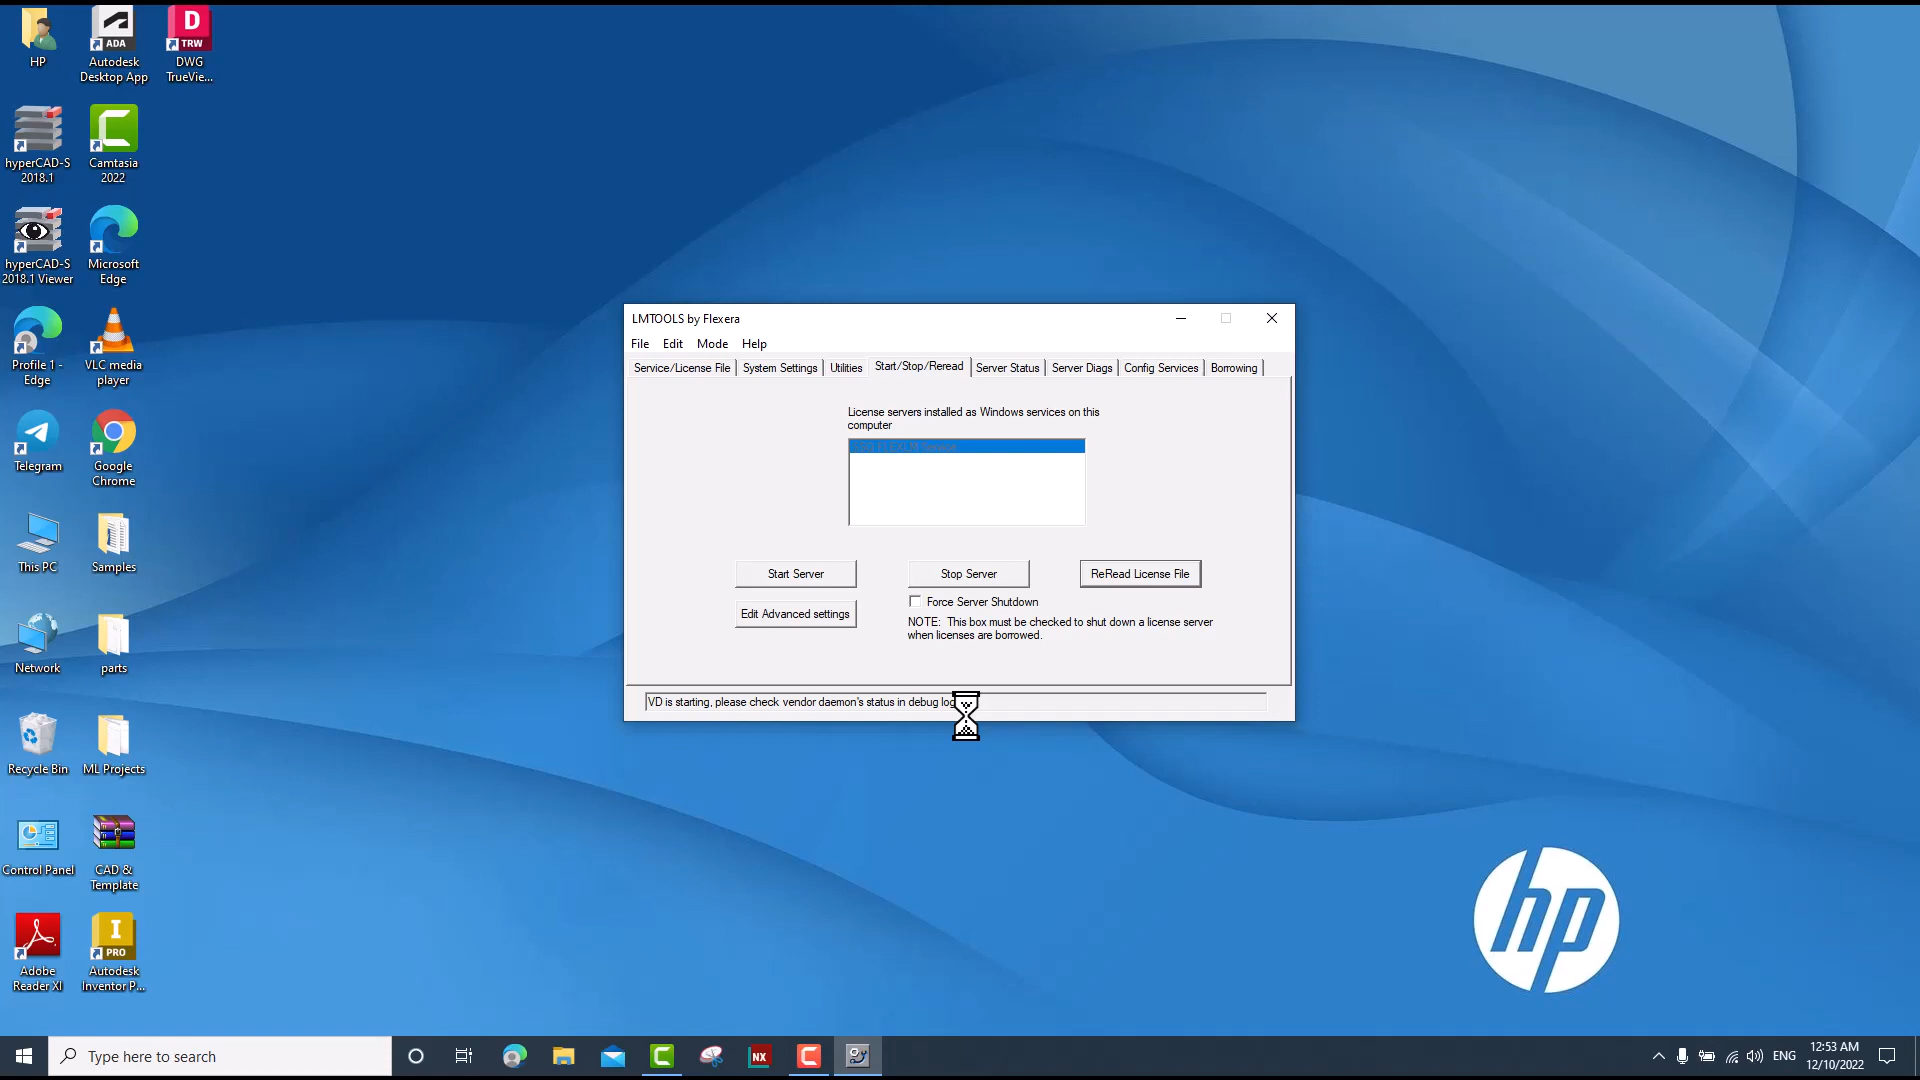 HP
ADA
Autodesk
Desktop App
D
TRW
DWG
TrueVie...
hyperCAD-S
2018.1
Camtasia
2022
hyperCAD-S
2018.1 Viewer
Microsoft
Edge
Profile 1 -
Edge
VLC media
player
Telegram
Google
Chrome
This PC
Samples
Network
parts
Recycle Bin
ML Projects
Control Panel
CAD &
Template
Adobe
Reader XI
I
PRO
Autodesk
Inventor P...
LMTOOLS by Flexera
File Edit Mode Help
Service/License File System Settings Utilities Start/Stop/Reread Server Status Server Diags Config Services Borrowing
License servers installed as Windows services on this
computer
Start Server
Stop Server
ReRead License File
Edit Advanced settings
Force Server Shutdown
NOTE: This box must be checked to shut down a license server
when licenses are borrowed.
VD is starting, please check vendor daemon's status in debug log
hp
Type here to search
NX
ENG
12:53 AM
12/10/2022